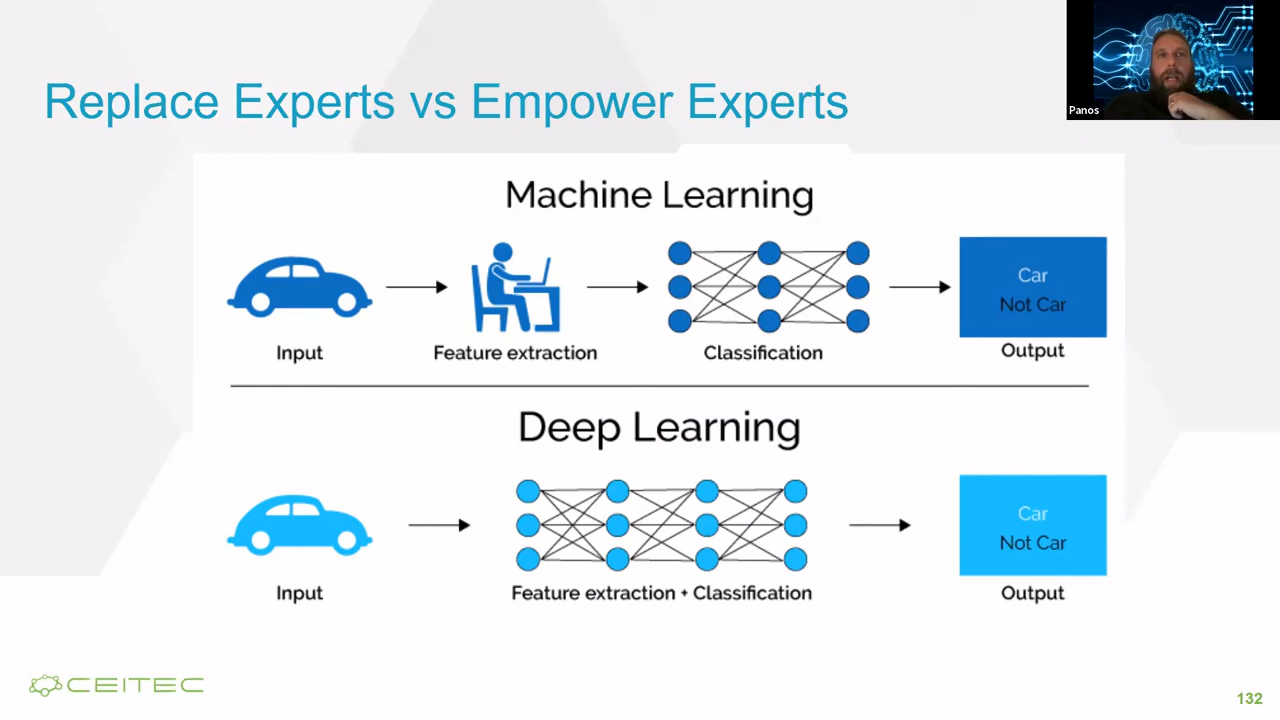 Replace Experts vs Empower Experts
Panos
Machine Learning
Input
Feature extraction
Classification
Car
Not Car
Output
Deep Learning
Input
Feature extraction + Classification
Car
Not Car
Output
CEITEC
132